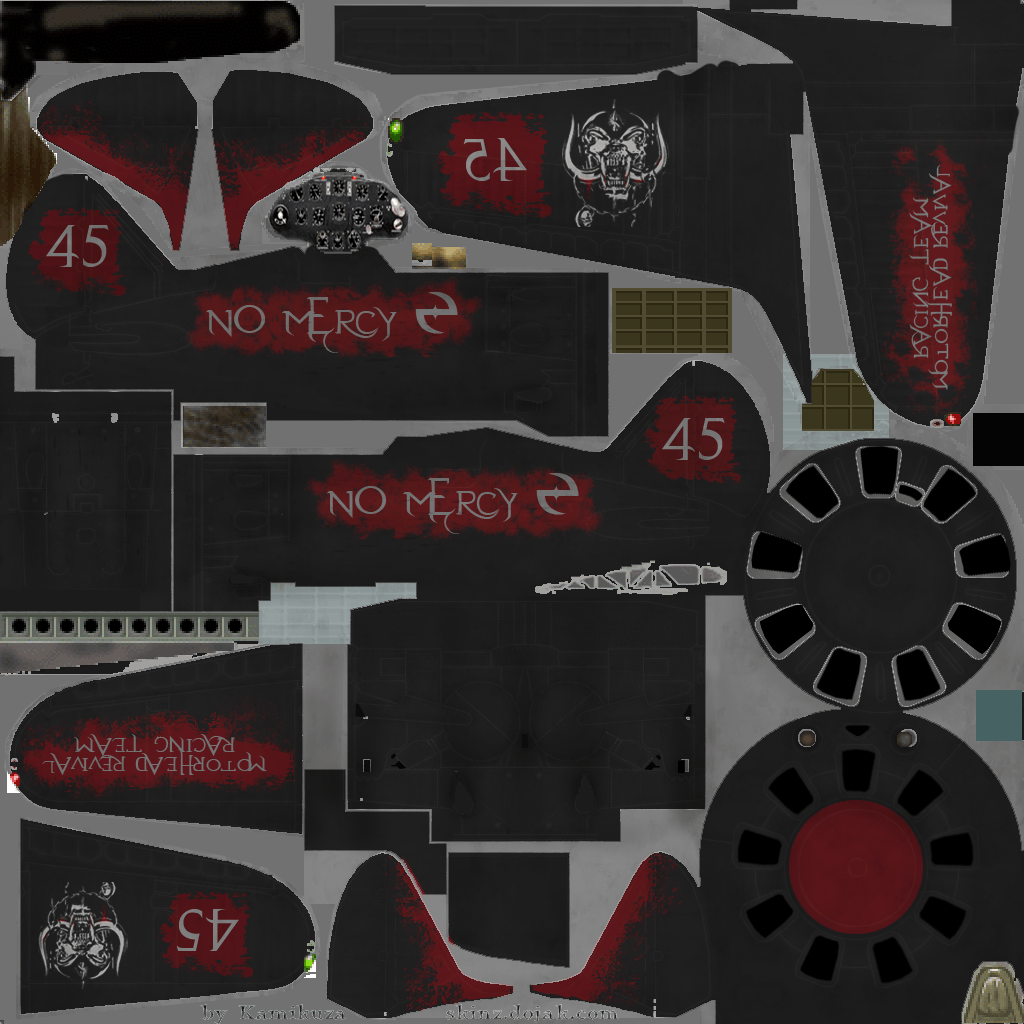 45
MOTORHEAD REVIVAL
RACING TEAM
45
NO MERCY
45
NO MERCY
MOTORHEAD REVIVAL
RACING TEAM
45
by Kamikuza
skinz-dojak.com